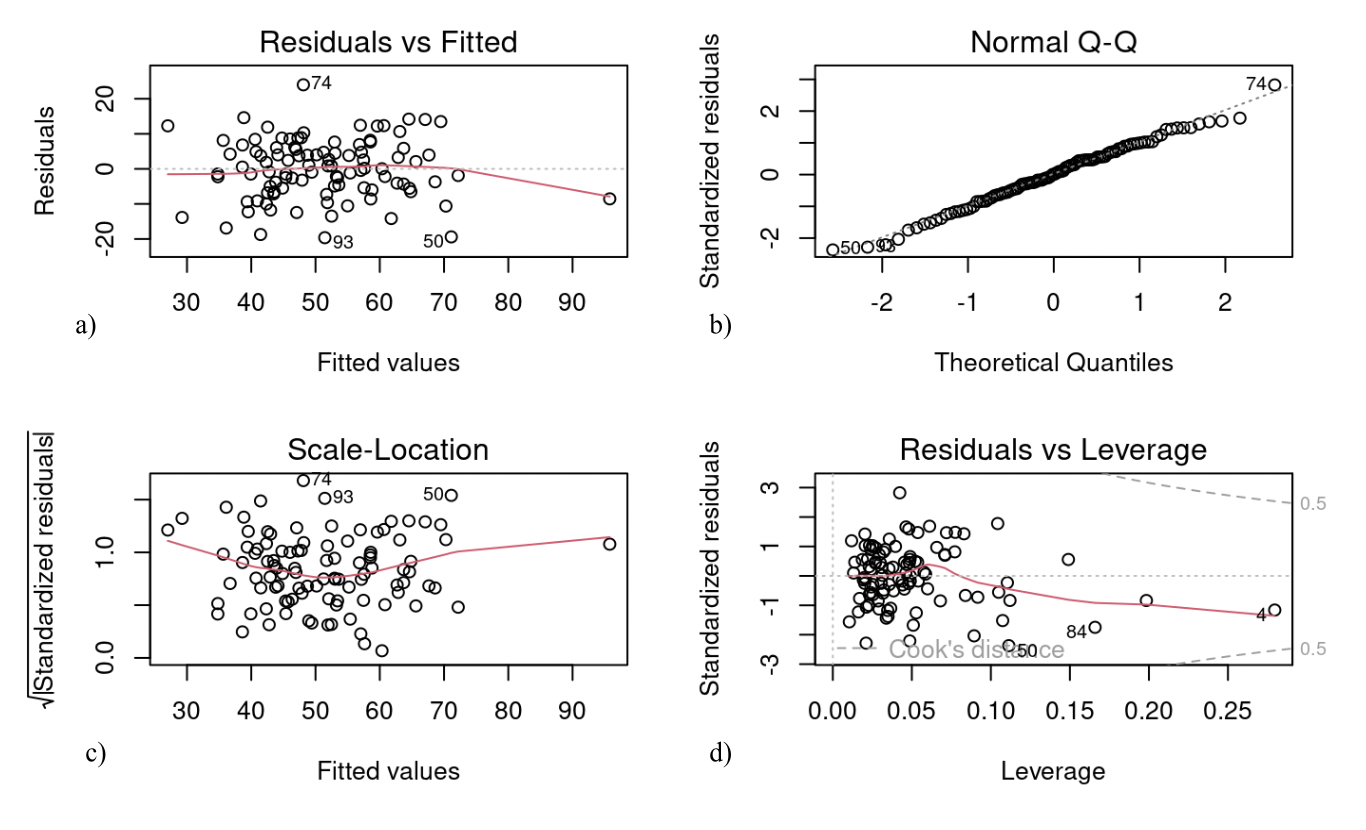 Residuals vs Fitted
Residuals
20
0
-20
74
93
50
30 40 50 60 70 80 90
a)
Fitted values
Normal Q-Q
Standardized residuals
2
0
-2
74
50
-2 -1 0 1 2
b)
Theoretical Quantiles
Scale-Location
√|Standardized residuals|
1.0
0.0
74
93
50
30 40 50 60 70 80 90
c)
Fitted values
Residuals vs Leverage
Standardized residuals
3
1
-1
-3
0.5
0.5
4
84
50
Cook's distance
0.00 0.05 0.10 0.15 0.20 0.25
d)
Leverage